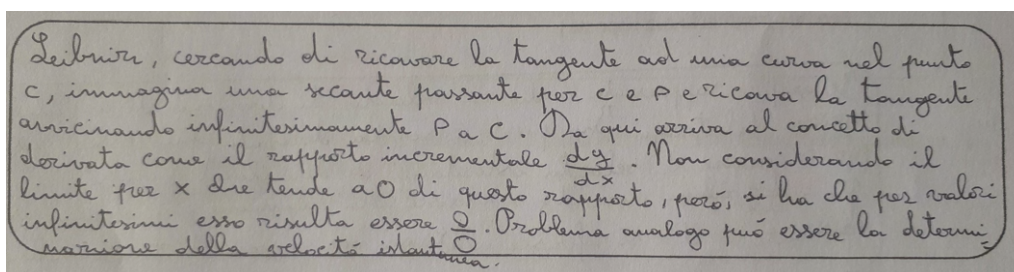 Leibniz, cercando di ricavare la tangente ad una curva nel punto
C, immagina una secante passante per C e P e ricava la tangente
avvicinando infinitesimamente P a C. Da qui arriva al concetto di
derivata come il rapporto incrementale dy/dx. Non considerando il
limite per x che tende a 0 di questo rapporto, però, si ha che per valori
infinitesimi esso risulta essere 0/0. Problema analogo può essere la determi=
nazione della velocità istantanea.